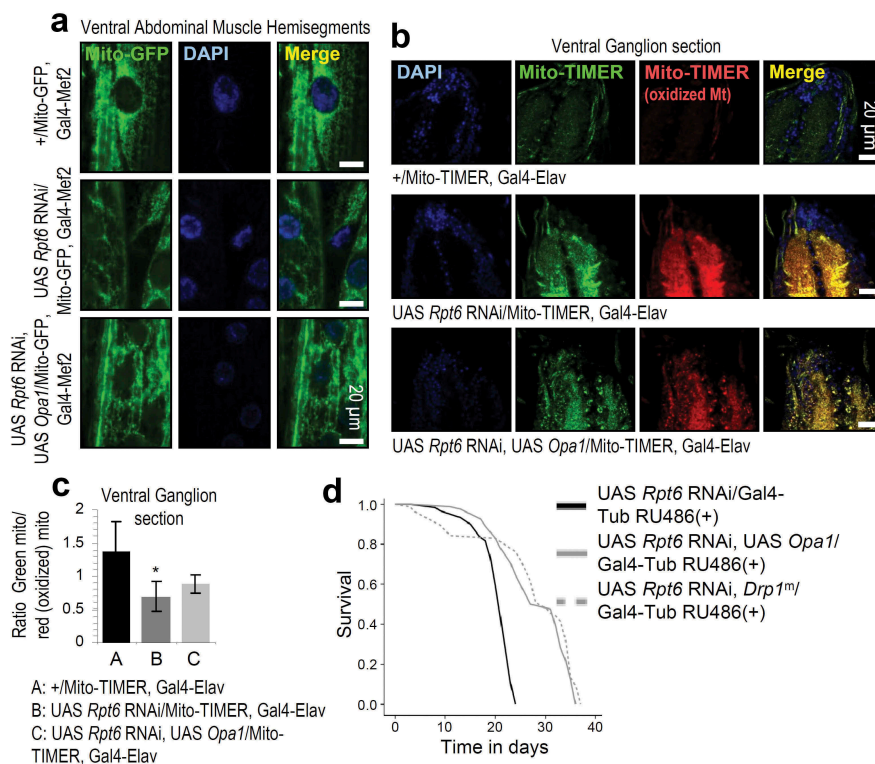 a
Ventral Abdominal Muscle Hemisegments
Mito-GFP
DAPI
Merge
+/Mito-GFP,
Gal4-Mef2
UAS Rpt6 RNAi/
Mito-GFP, Gal4-Mef2
UAS Rpt6 RNAi,
UAS Opa1/Mito-GFP,
Gal4-Mef2
20 µm
b
Ventral Ganglion section
DAPI
Mito-TIMER
Mito-TIMER
(oxidized Mt)
Merge
20 µm
+/Mito-TIMER, Gal4-Elav
UAS Rpt6 RNAi/Mito-TIMER, Gal4-Elav
UAS Rpt6 RNAi, UAS Opa1/Mito-TIMER, Gal4-Elav
c
Ventral Ganglion
section
Ratio Green mito/
red (oxidized) mito
2
1.5
1
0.5
0
*
A
B
C
A: +/Mito-TIMER, Gal4-Elav
B: UAS Rpt6 RNAi/Mito-TIMER, Gal4-Elav
C: UAS Rpt6 RNAi, UAS Opa1/Mito-
TIMER, Gal4-Elav
d
Survival
1.0
0.8
0.6
0.4
0.2
0.0
0
10
20
30
40
Time in days
UAS Rpt6 RNAi/Gal4-
Tub RU486(+)
UAS Rpt6 RNAi, UAS Opa1/
Gal4-Tub RU486(+)
UAS Rpt6 RNAi, Drp1ᵐ/
Gal4-Tub RU486(+)